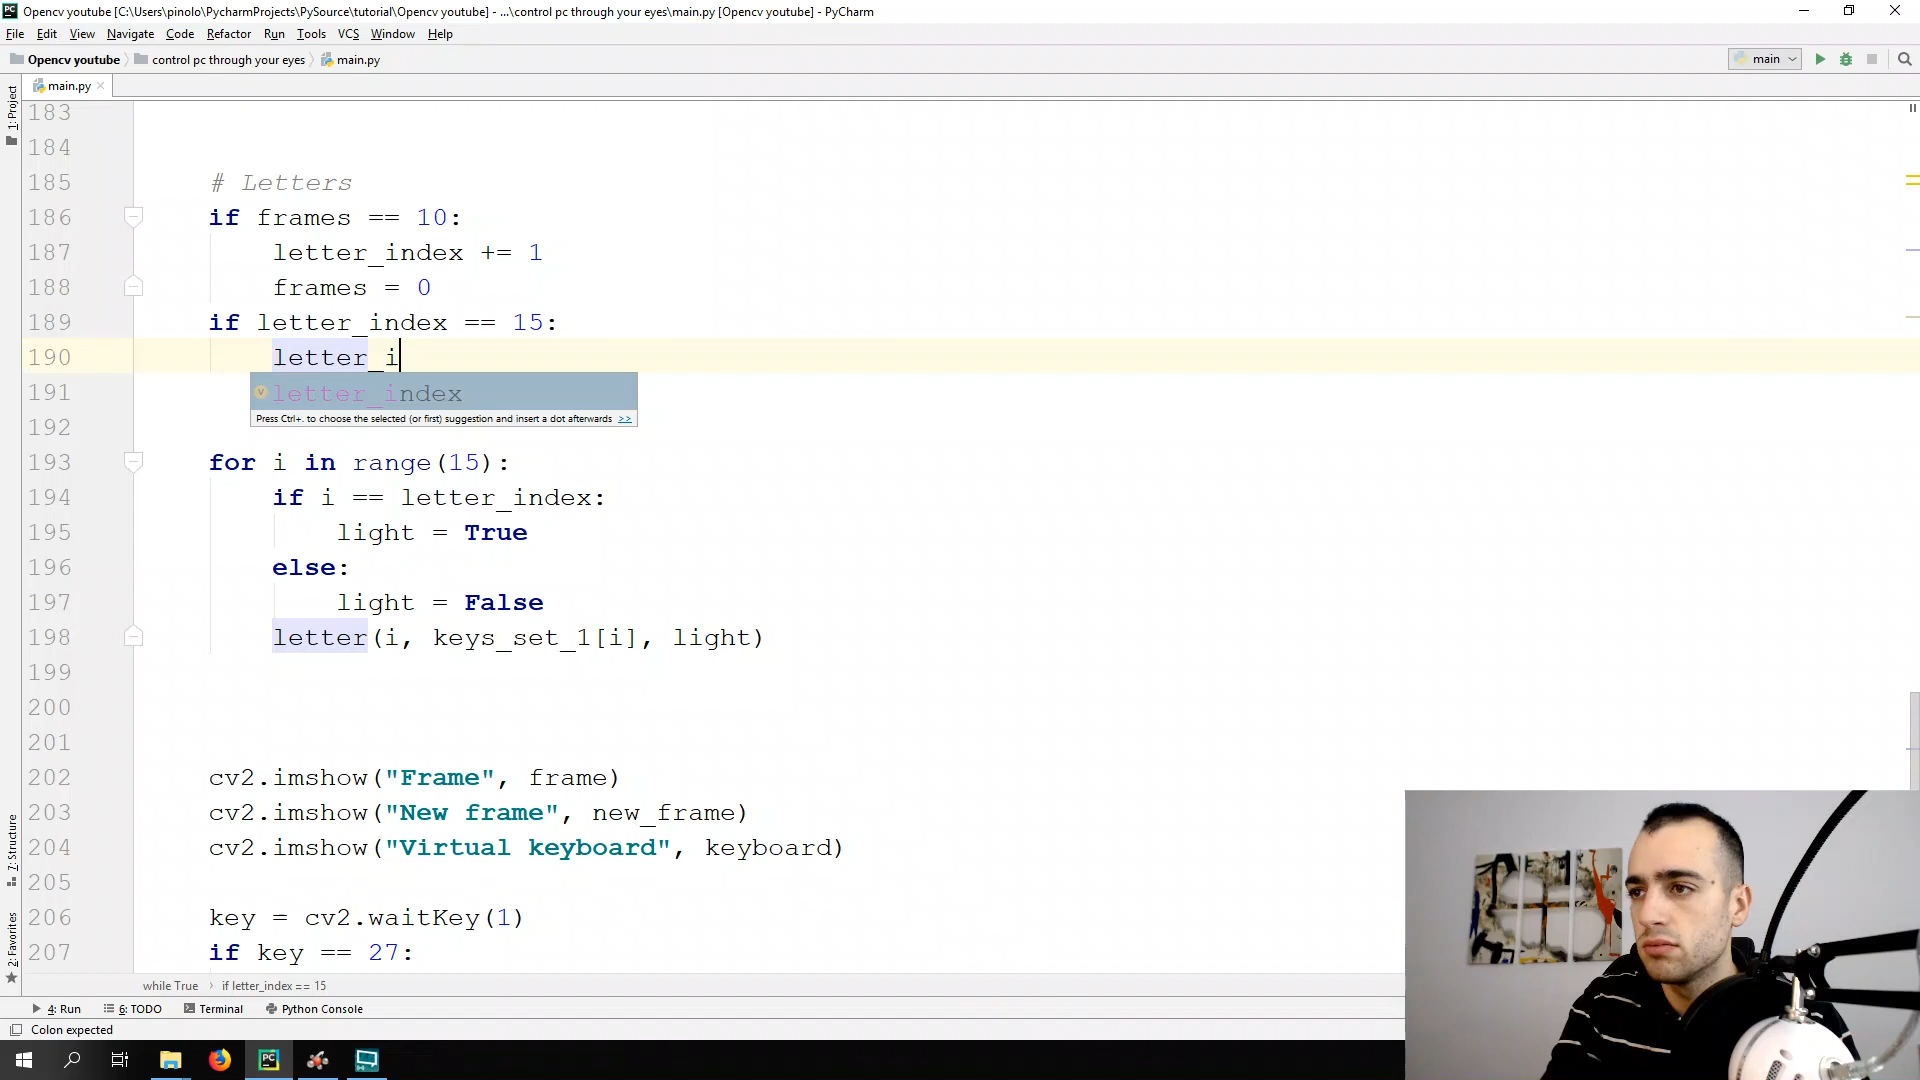 Opencv youtube [C:\Users\pinolo\PycharmProjects\PySource\tutorial\Opencv youtube] - ...\control pc through your eyes\main.py [Opencv youtube] - PyCharm
File Edit View Navigate Code Refactor Run Tools VCS Window Help
Opencv youtube control pc through your eyes main.py main
main.py
1: Project
183
184
185 # Letters
186 if frames == 10:
187 letter_index += 1
188 frames = 0
189 if letter_index == 15:
190 letter_i
191 letter_index
Press Ctrl+. to choose the selected (or first) suggestion and insert a dot afterwards >>
192
193 for i in range(15):
194 if i == letter_index:
195 light = True
196 else:
197 light = False
198 letter(i, keys_set_1[i], light)
199
200
201
202 cv2.imshow("Frame", frame)
203 cv2.imshow("New frame", new_frame)
204 cv2.imshow("Virtual keyboard", keyboard)
205
206 key = cv2.waitKey(1)
207 if key == 27:
7: Structure
2: Favorites
while True › if letter_index == 15
4: Run 6: TODO Terminal Python Console
Colon expected